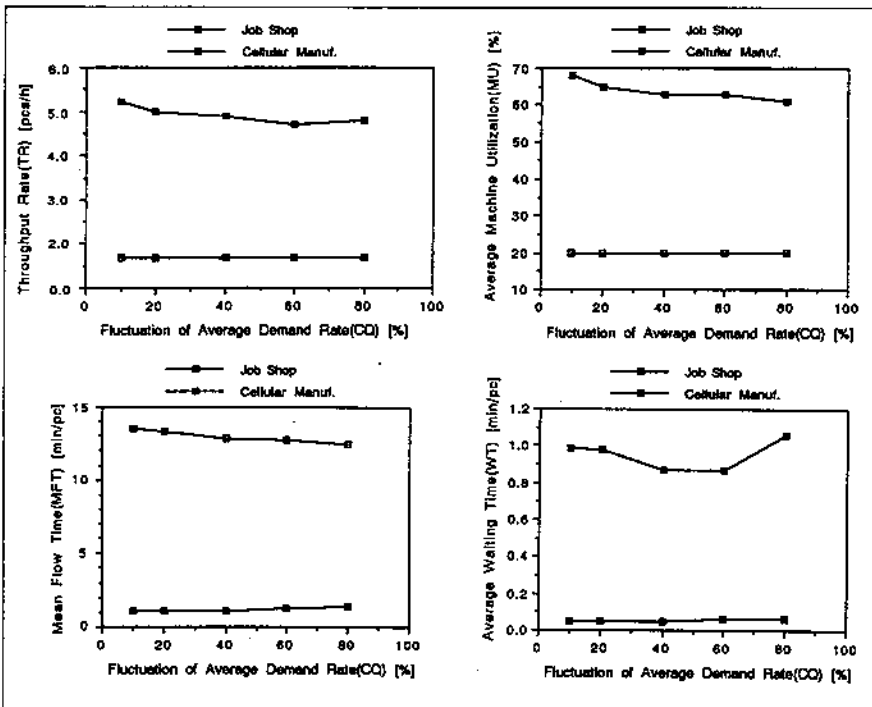 Job Shop
Cellular Manuf.
Throughput Rate(TR) [pcs/h]
6.0
5.0
4.0
3.0
2.0
1.0
0 20 40 60 80 100
Fluctuation of Average Demand Rate(CQ) [%]
Job Shop
Cellular Manuf.
Average Machine Utilization(MU) [%]
70
60
50
40
30
20
10
0 20 40 60 80 100
Fluctuation of Average Demand Rate(CQ) [%]
Job Shop
Cellular Manuf.
Mean Flow Time(MFT) [min/pc]
15
10
5
0
0 20 40 60 80 100
Fluctuation of Average Demand Rate(CQ) [%]
Job Shop
Cellular Manuf.
Average Waiting Time(WT) [min/pc]
1.2
1.0
0.8
0.6
0.4
0.2
0.0
0 20 40 60 80 100
Fluctuation of Average Demand Rate(CQ) [%]